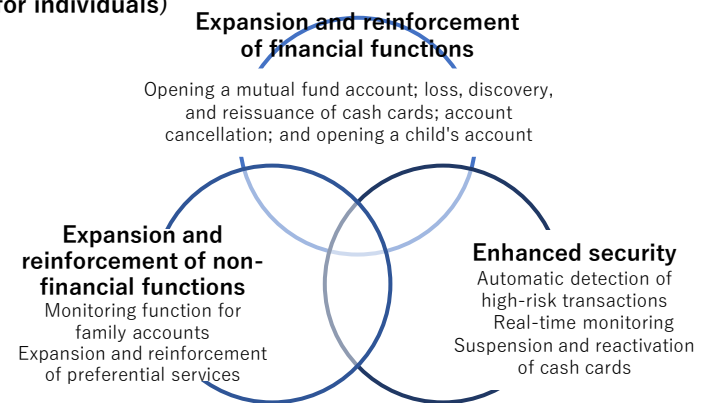 for individuals)
Expansion and reinforcement
of financial functions
Opening a mutual fund account; loss, discovery,
and reissuance of cash cards; account
cancellation; and opening a child's account
Expansion and
reinforcement of non-
financial functions
Monitoring function for
family accounts
Expansion and reinforcement
of preferential services
Enhanced security
Automatic detection of
high-risk transactions
Real-time monitoring
Suspension and reactivation
of cash cards